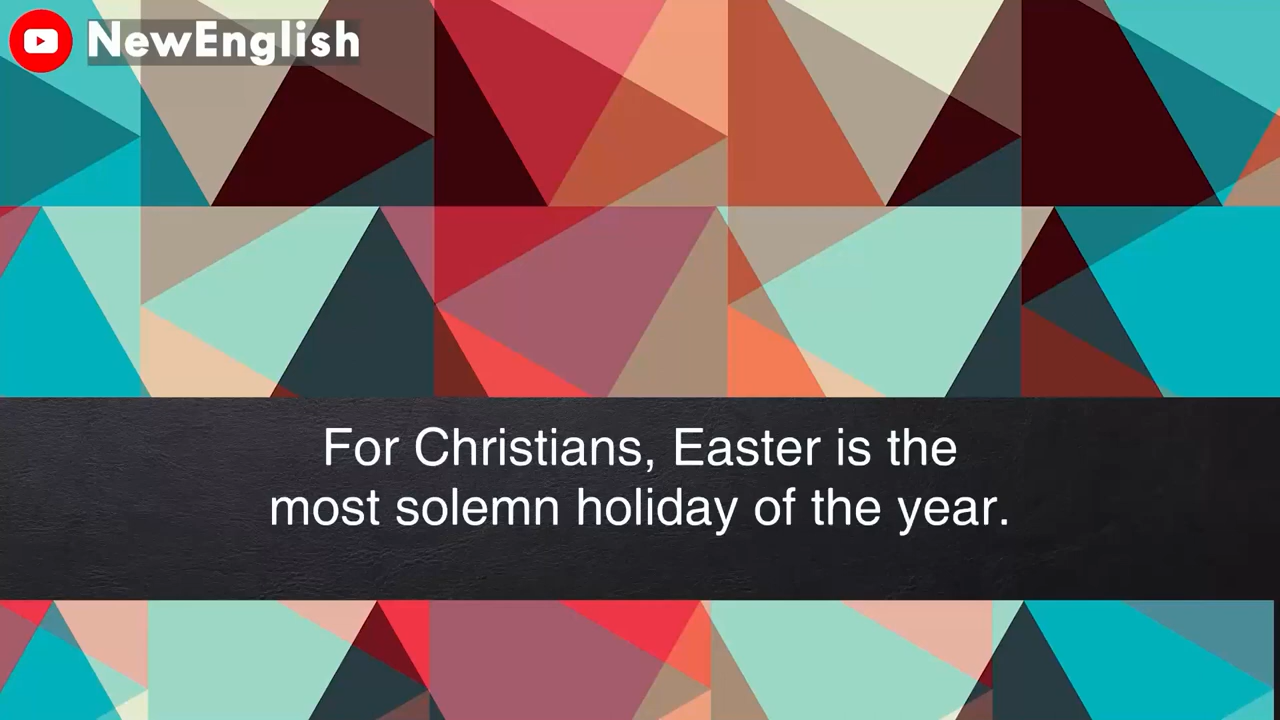 NewEnglish
For Christians, Easter is the
most solemn holiday of the year.